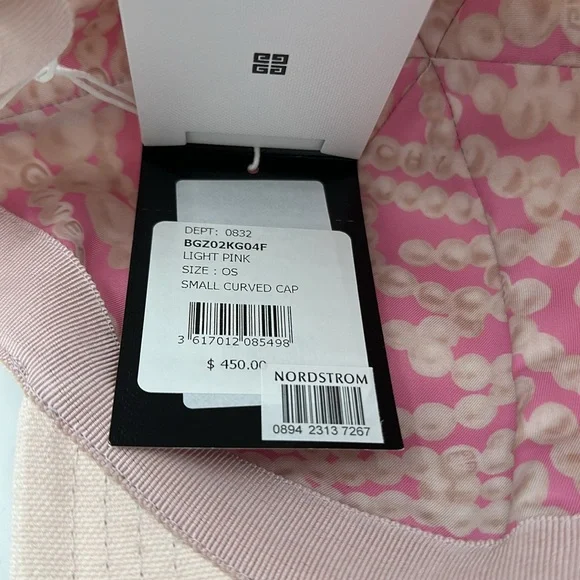 DEPT: 0832
BGZ02KG04F
LIGHT PINK
SIZE : OS
SMALL CURVED CAP
3 617012 085498
$ 450.00
NORDSTROM
0894 2313 7267